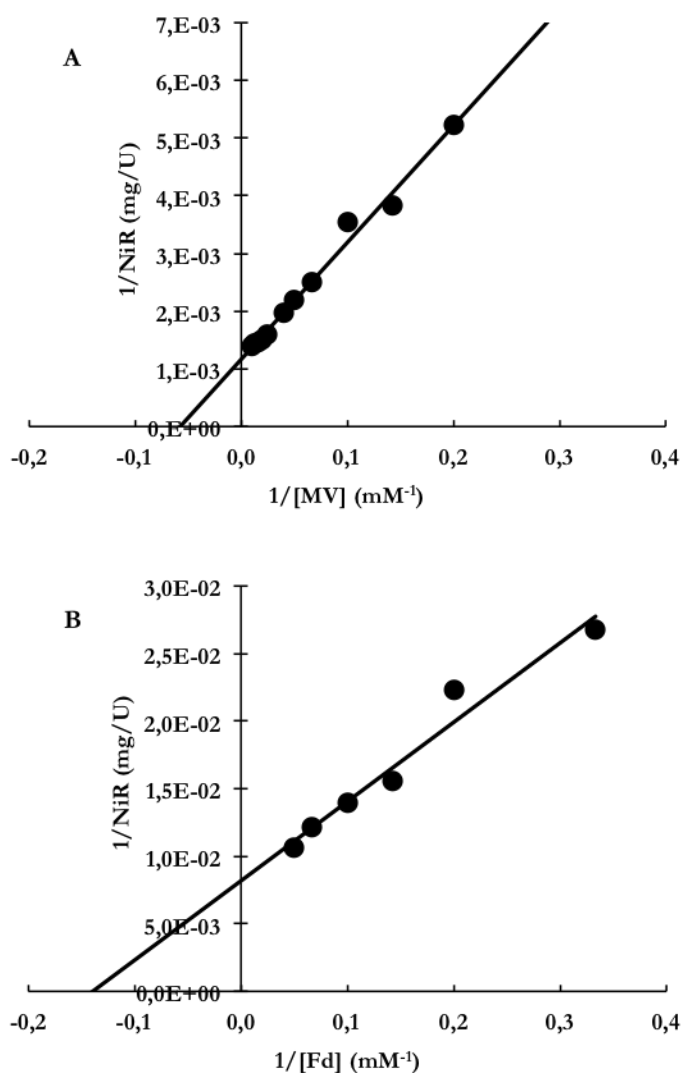 A
7,E-03
6,E-03
5,E-03
4,E-03
3,E-03
2,E-03
1,E-03
0,E+00
1/NiR (mg/U)
-0,2 -0,1 0,0 0,1 0,2 0,3 0,4
1/[MV] (mM⁻¹)
B
3,0E-02
2,5E-02
2,0E-02
1,5E-02
1,0E-02
5,0E-03
0,0E+00
1/NiR (mg/U)
-0,2 -0,1 0,0 0,1 0,2 0,3 0,4
1/[Fd] (mM⁻¹)